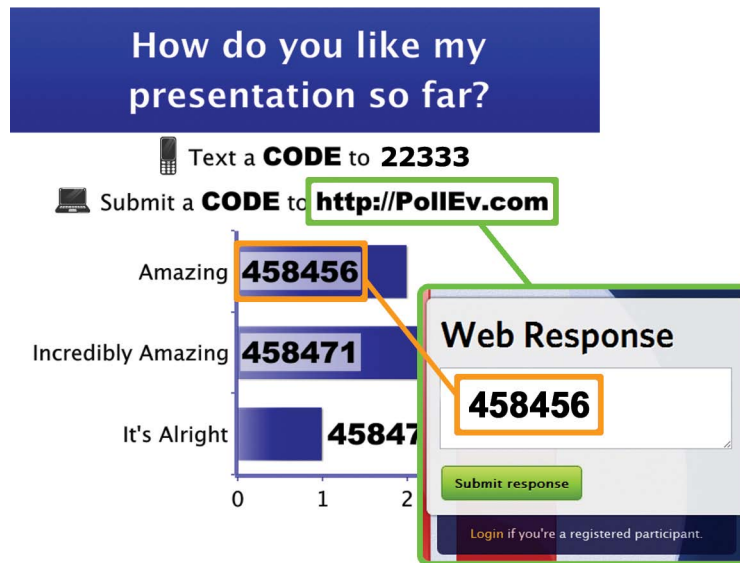 How do you like my
presentation so far?
Text a CODE to 22333
Submit a CODE to http://PollEv.com
Amazing 458456
Incredibly Amazing 458471
It's Alright
0 1 2
Web Response
458456
Submit response
Login if you're a registered participant.